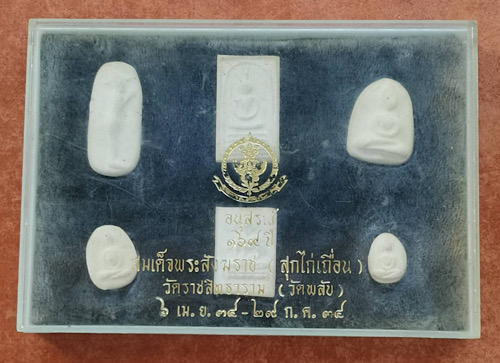 อนุสรณ์
๑๖๙ ปี
สมเด็จพระสังฆราช ( สุกไก่เถื่อน )
วัดราชสิทธาราม ( วัดพลับ )
๖ เม.ย.๓๔ - ๒๙ ก.ค.๓๔